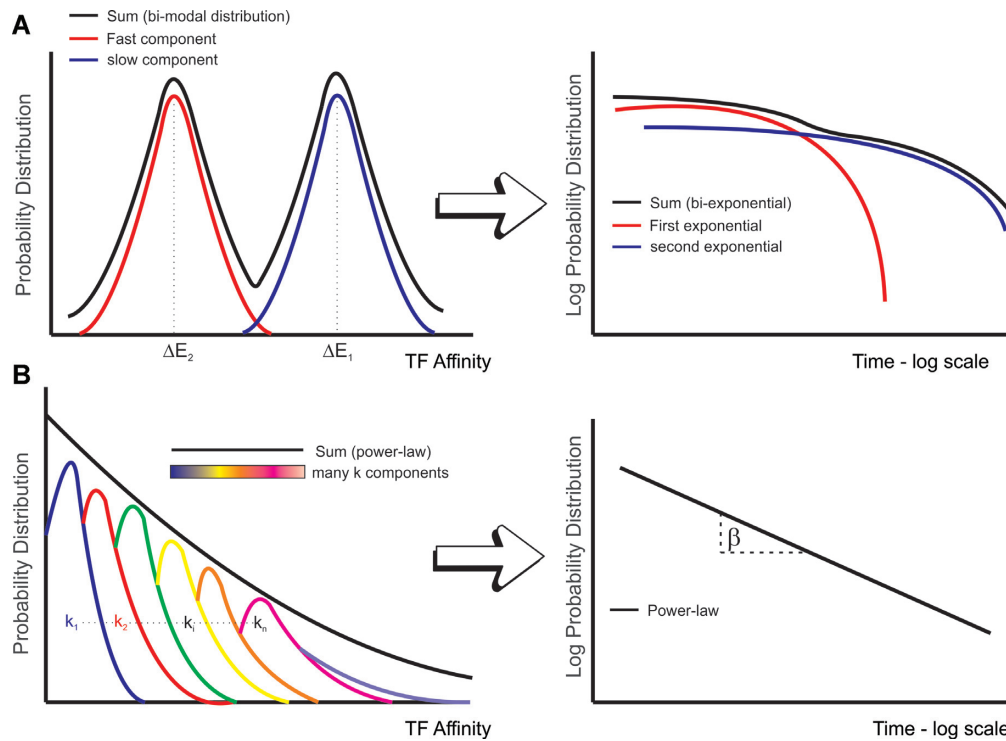 A
Sum (bi-modal distribution)
Fast component
slow component
Probability Distribution
ΔE2
ΔE1
TF Affinity
Log Probability Distribution
Sum (bi-exponential)
First exponential
second exponential
Time - log scale
B
Probability Distribution
Sum (power-law)
many k components
k1
k2
ki
kn
TF Affinity
Log Probability Distribution
β
Power-law
Time - log scale